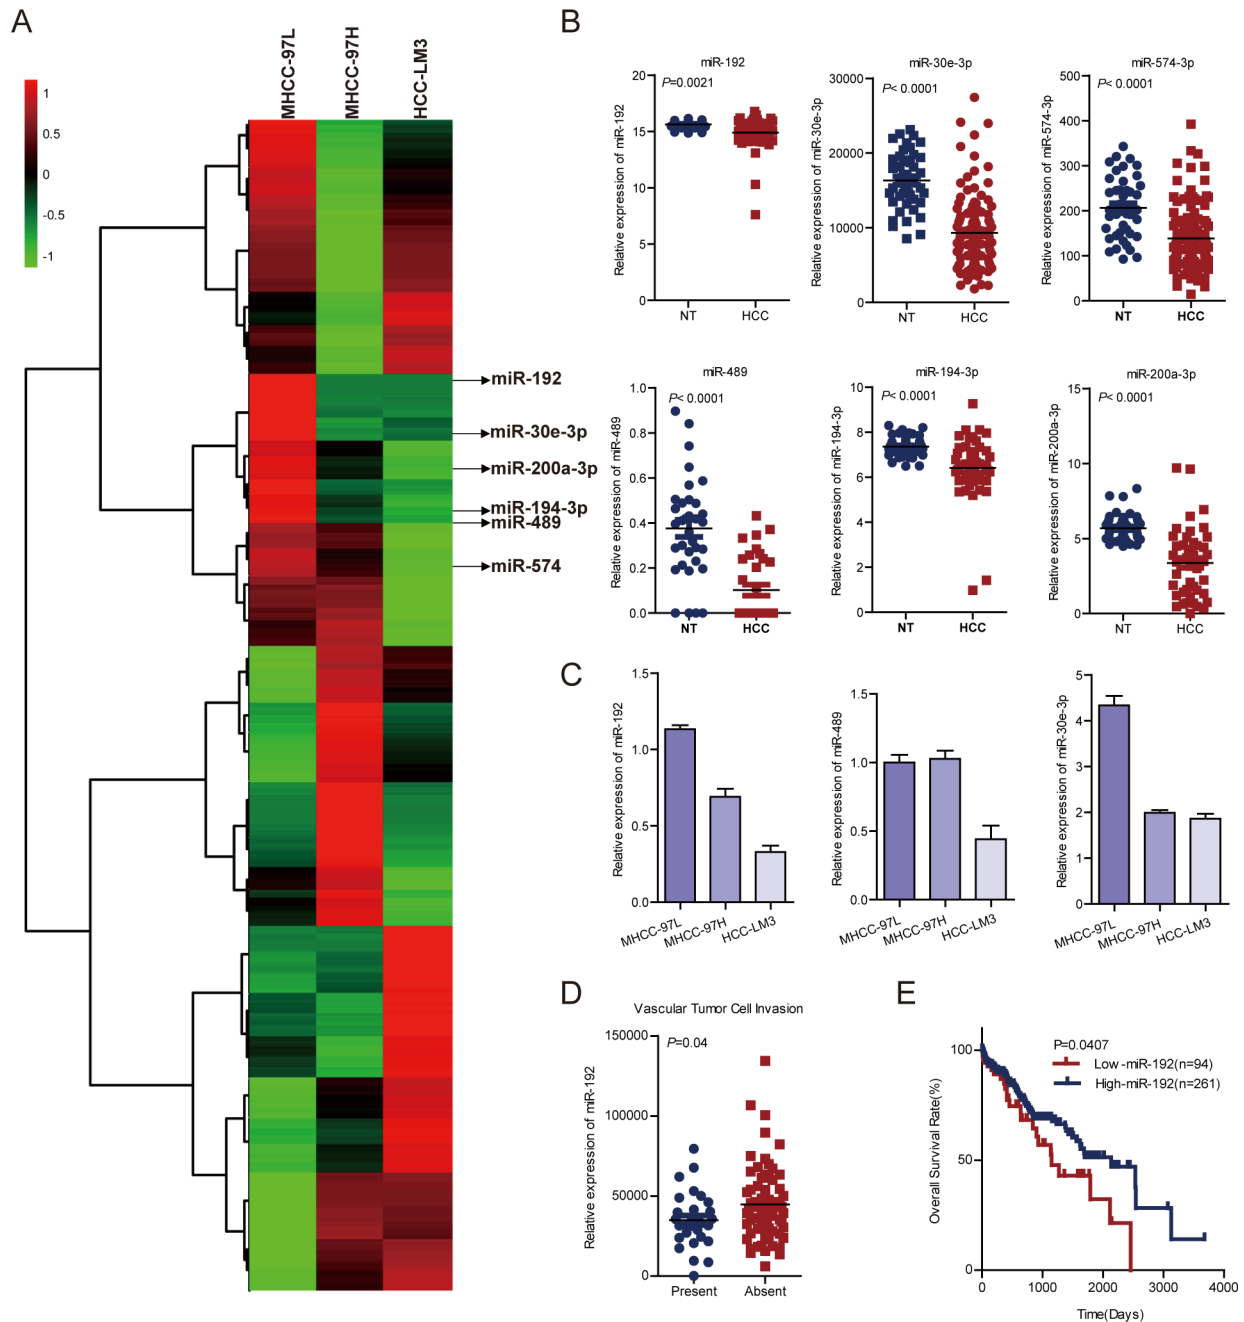 A
MHCC-97L
MHCC-97H
HCC-LM3
1
0.5
0
-0.5
-1
miR-192
miR-30e-3p
miR-200a-3p
miR-194-3p
miR-489
miR-574
B
miR-192
P=0.0021
Relative expression of miR-192
20
15
10
5
0
NT
HCC
miR-30e-3p
P< 0.0001
Relative expression of miR-30e-3p
30000
20000
10000
0
NT
HCC
miR-574-3p
P< 0.0001
Relative expression of miR-574-3p
500
400
300
200
100
0
NT
HCC
miR-489
P< 0.0001
Relative expression of miR-489
1.0
0.8
0.6
0.4
0.2
0.0
NT
HCC
miR-194-3p
P< 0.0001
Relative expression of miR-194-3p
10
8
6
4
2
0
NT
HCC
miR-200a-3p
P< 0.0001
Relative expression of miR-200a-3p
15
10
5
0
NT
HCC
C
Relative expression of miR-192
1.5
1.0
0.5
0.0
MHCC-97L
MHCC-97H
HCC-LM3
Relative expression of miR-489
1.5
1.0
0.5
0.0
MHCC-97L
MHCC-97H
HCC-LM3
Relative expression of miR-30e-3p
5
4
3
2
1
0
MHCC-97L
MHCC-97H
HCC-LM3
D
Vascular Tumor Cell Invasion
P=0.04
Relative expression of miR-192
150000
100000
50000
0
Present
Absent
E
P=0.0407
Low-miR-192(n=94)
High-miR-192(n=261)
Overall Survival Rate(%)
100
50
0
0
1000
2000
3000
4000
Time(Days)